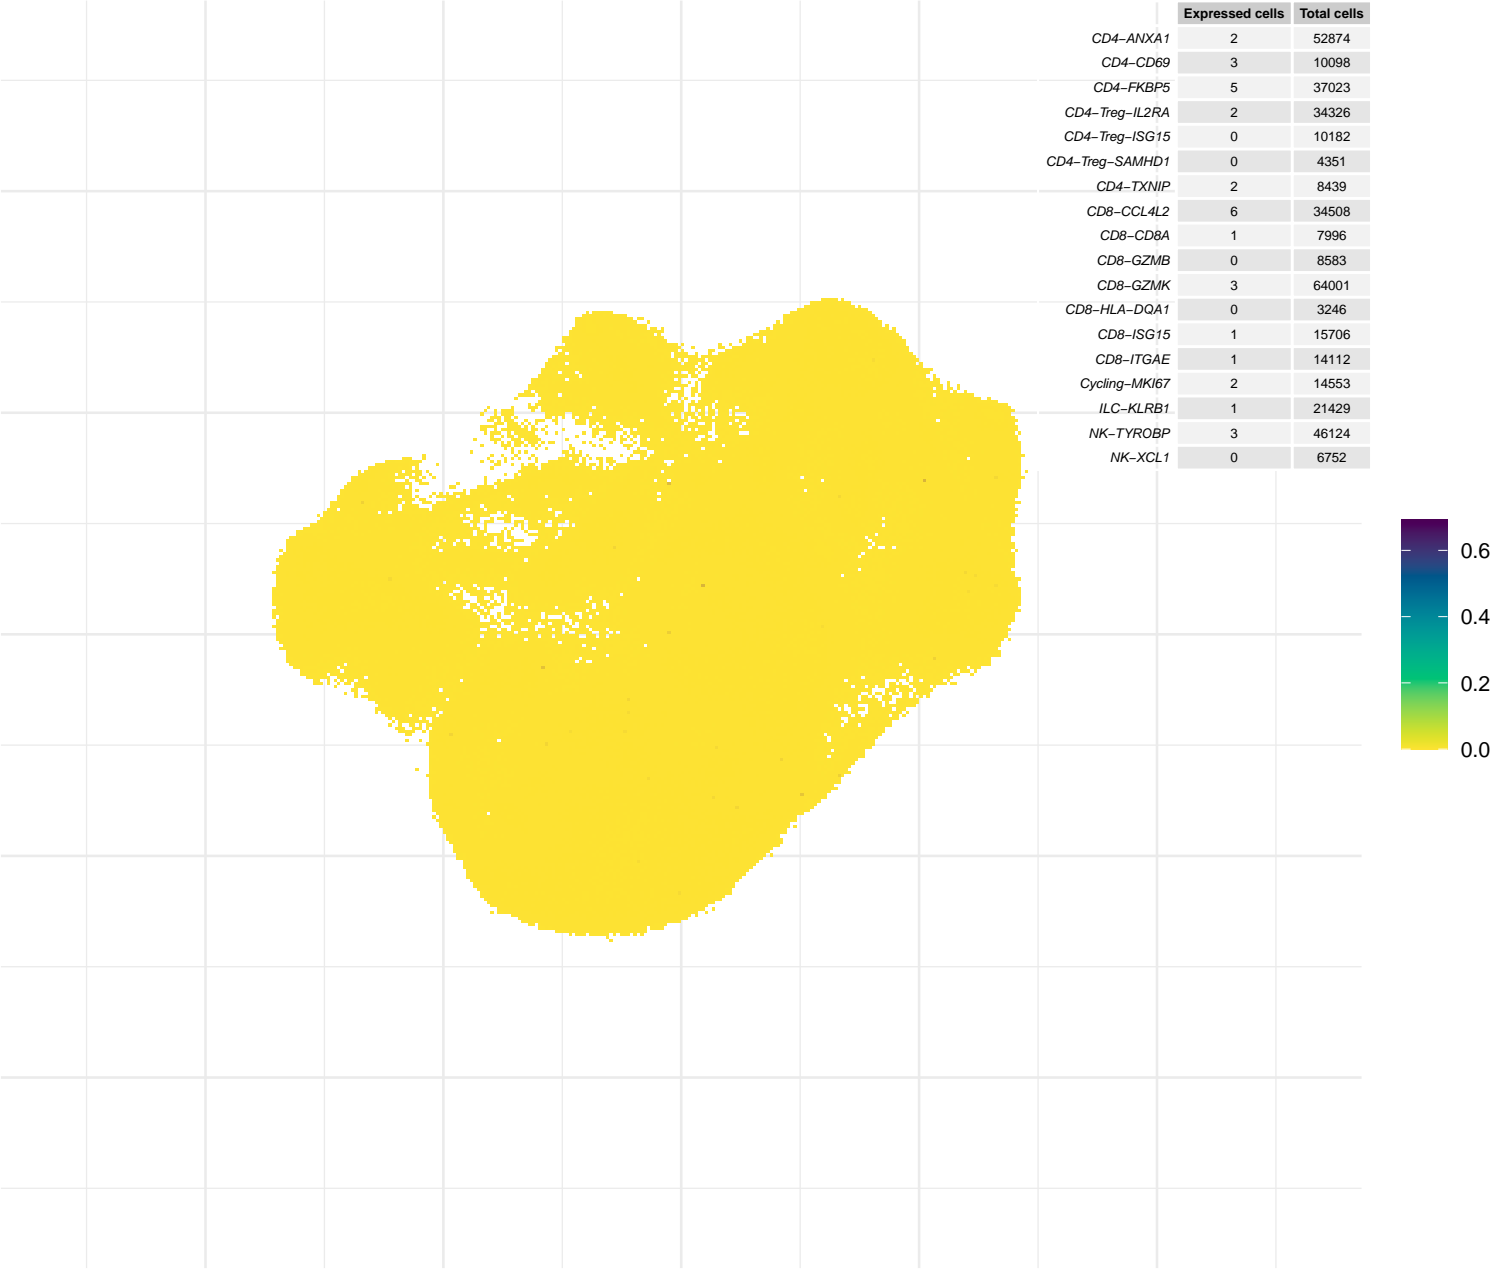 Expressed cells Total cells
CD4−ANXA1 2 52874
CD4−CD69 3 10098
CD4−FKBP5 5 37023
CD4−Treg−IL2RA 2 34326
CD4−Treg−ISG15 0 10182
CD4−Treg−SAMHD1 0 4351
CD4−TXNIP 2 8439
CD8−CCL4L2 6 34508
CD8−CD8A 1 7996
CD8−GZMB 0 8583
CD8−GZMK 3 64001
CD8−HLA−DQA1 0 3246
CD8−ISG15 1 15706
CD8−ITGAE 1 14112
Cycling−MKI67 2 14553
ILC−KLRB1 1 21429
NK−TYROBP 3 46124
NK−XCL1 0 6752
0.6
0.4
0.2
0.0